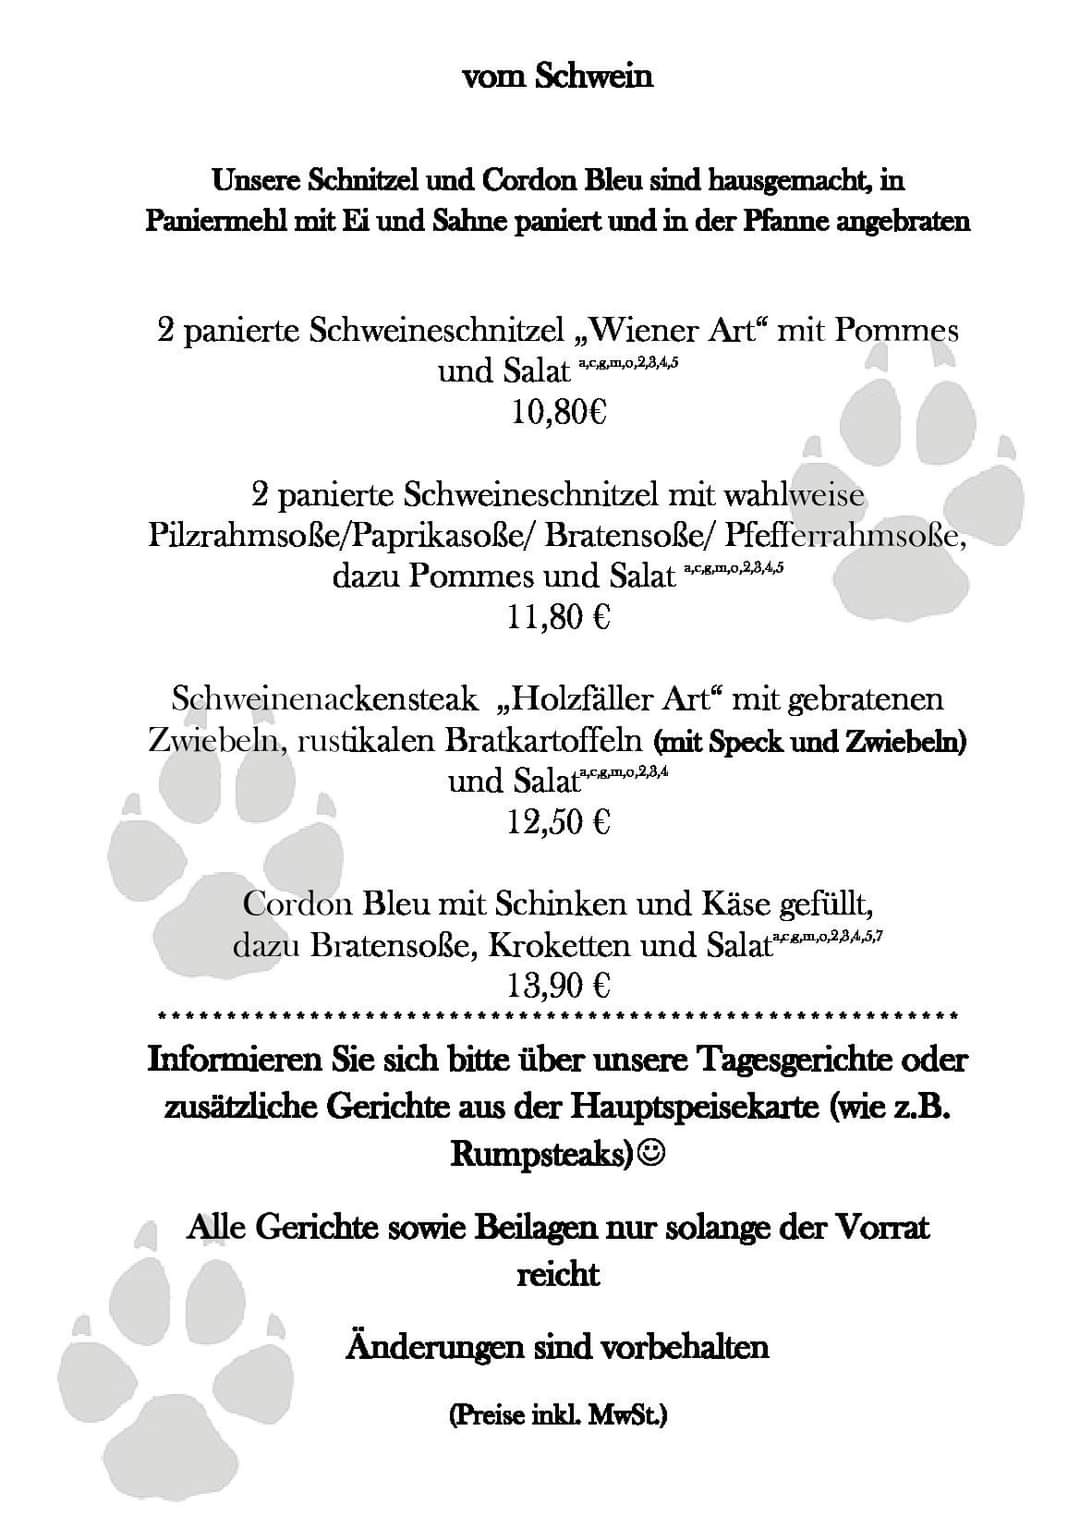 vom Schwein
Unsere Schnitzel und Cordon Bleu sind hausgemacht, in
Paniermehl mit Ei und Sahne paniert und in der Pfanne angebraten
2 panierte Schweineschnitzel „Wiener Art“ mit Pommes
und Salat a,c,g,m,o,2,3,4,5
10,80€
2 panierte Schweineschnitzel mit wahlweise
Pilzrahmsoße/Paprikasoße/ Bratensoße/ Pfefferrahmsoße,
dazu Pommes und Salat a,c,g,m,o,2,3,4,5
11,80 €
Schweinenackensteak „Holzfäller Art“ mit gebratenen
Zwiebeln, rustikalen Bratkartoffeln (mit Speck und Zwiebeln)
und Salat a,c,g,m,o,2,3,4
12,50 €
Cordon Bleu mit Schinken und Käse gefüllt,
dazu Bratensoße, Kroketten und Salat a,c,g,m,o,2,3,4,5,7
13,90 €
**********************************************************
Informieren Sie sich bitte über unsere Tagesgerichte oder
zusätzliche Gerichte aus der Hauptspeisekarte (wie z.B.
Rumpsteaks)☺
Alle Gerichte sowie Beilagen nur solange der Vorrat
reicht
Änderungen sind vorbehalten
(Preise inkl. MwSt.)